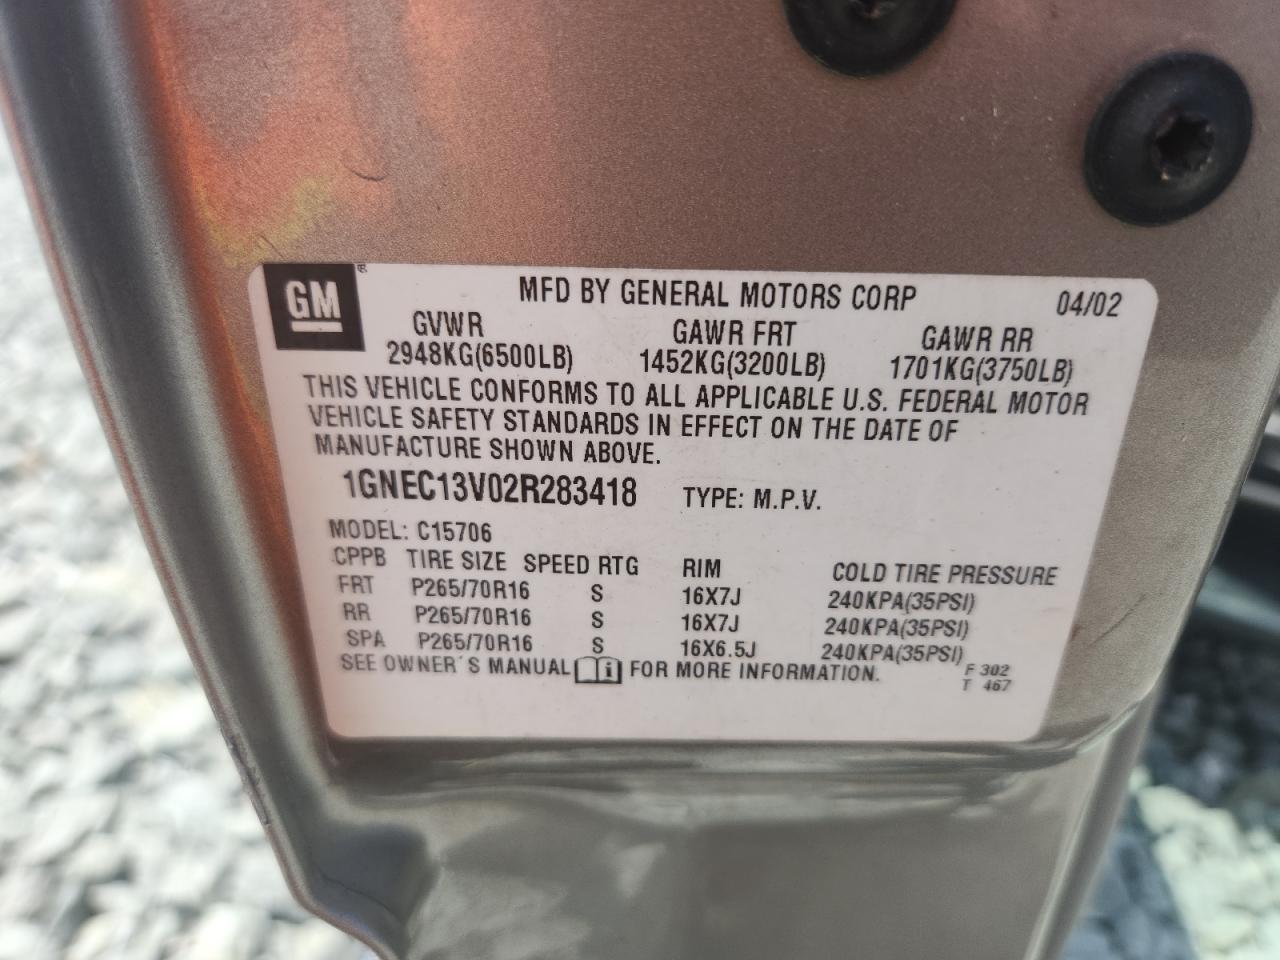 GM®
MFD BY GENERAL MOTORS CORP 04/02
GVWR GAWR FRT GAWR RR
2948KG(6500LB) 1452KG(3200LB) 1701KG(3750LB)
THIS VEHICLE CONFORMS TO ALL APPLICABLE U.S. FEDERAL MOTOR
VEHICLE SAFETY STANDARDS IN EFFECT ON THE DATE OF
MANUFACTURE SHOWN ABOVE.
1GNEC13V02R283418 TYPE: M.P.V.
MODEL: C15706
CPPB TIRE SIZE SPEED RTG RIM COLD TIRE PRESSURE
FRT P265/70R16 S 16X7J 240KPA(35PSI)
RR P265/70R16 S 16X7J 240KPA(35PSI)
SPA P265/70R16 S 16X6.5J 240KPA(35PSI)
SEE OWNER'S MANUAL i FOR MORE INFORMATION.
F 302
T 467